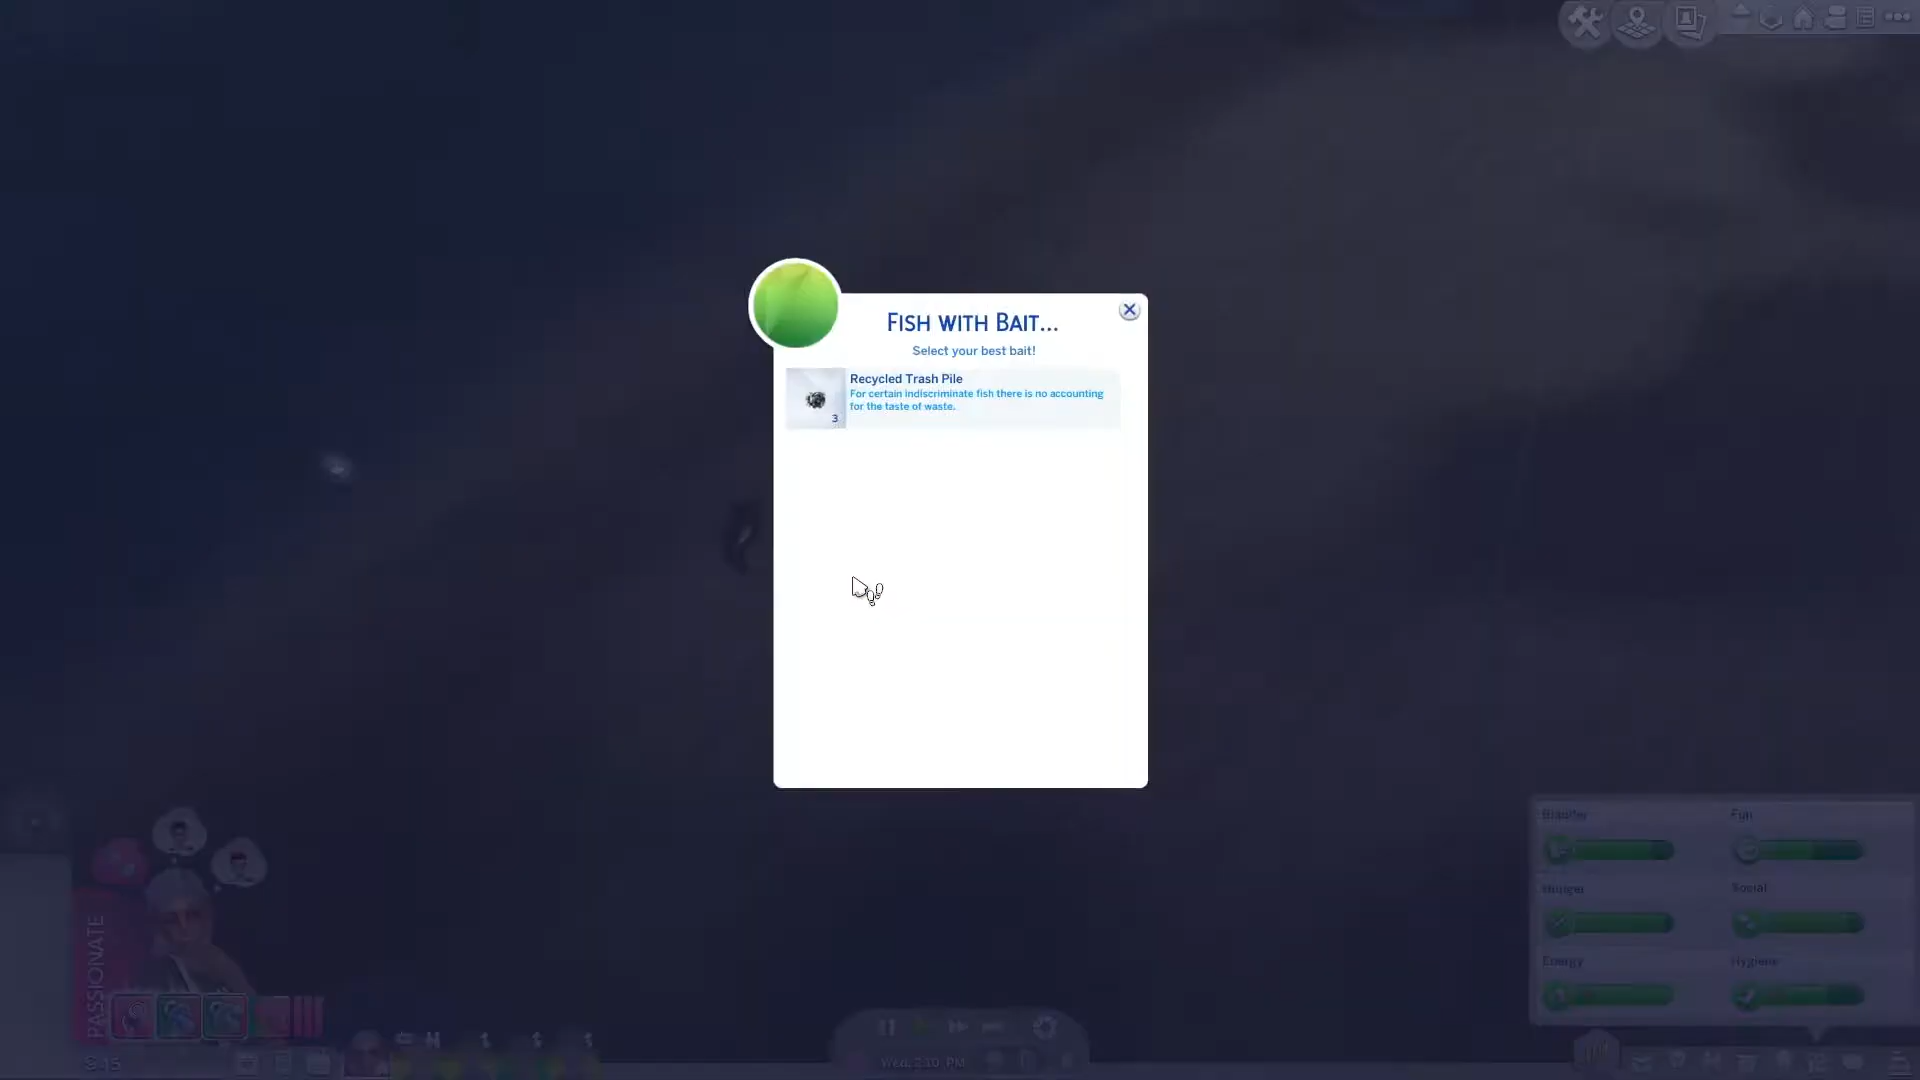 Fish with Bait...
Select your best bait!
Recycled Trash Pile
For certain indiscriminate fish there is no accounting
for the taste of waste.
3
Bladder
Fun
Hunger
Social
Energy
Hygiene
PASSIONATE